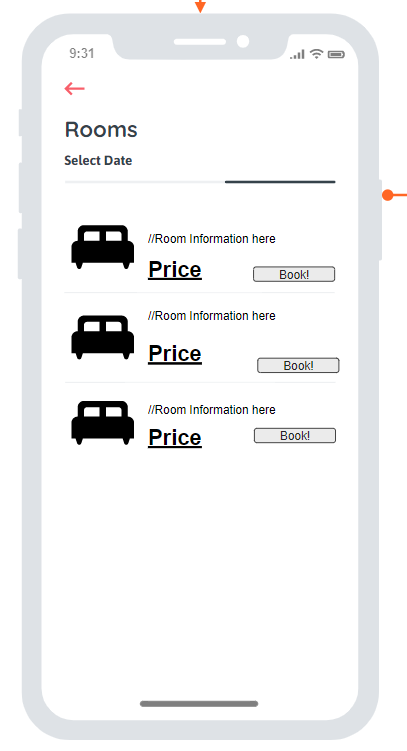 9:31
Rooms
Select Date
//Room Information here
Price
Book!
//Room Information here
Price
Book!
//Room Information here
Price
Book!